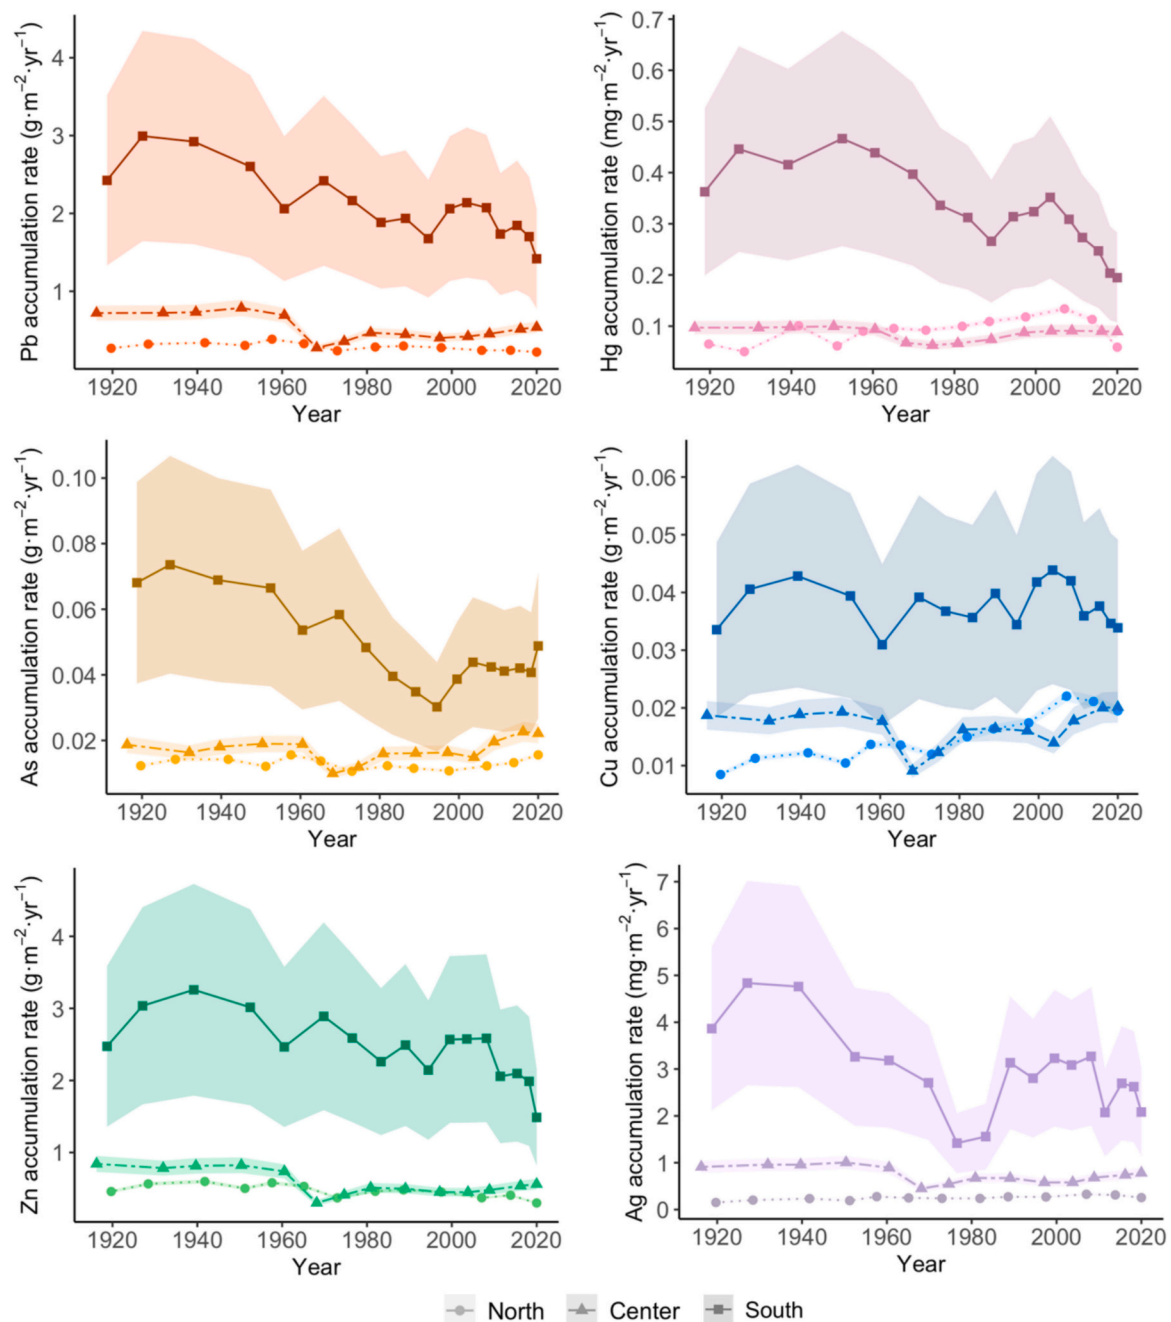 Pb accumulation rate (g·m⁻²·yr⁻¹)
4
3
2
1
1920 1940 1960 1980 2000 2020
Year
Hg accumulation rate (mg·m⁻²·yr⁻¹)
0.7
0.6
0.5
0.4
0.3
0.2
0.1
1920 1940 1960 1980 2000 2020
Year
As accumulation rate (g·m⁻²·yr⁻¹)
0.10
0.08
0.06
0.04
0.02
1920 1940 1960 1980 2000 2020
Year
Cu accumulation rate (g·m⁻²·yr⁻¹)
0.06
0.05
0.04
0.03
0.02
0.01
1920 1940 1960 1980 2000 2020
Year
Zn accumulation rate (g·m⁻²·yr⁻¹)
4
3
2
1
1920 1940 1960 1980 2000 2020
Year
Ag accumulation rate (mg·m⁻²·yr⁻¹)
7
6
5
4
3
2
1
0
1920 1940 1960 1980 2000 2020
Year
North Center South